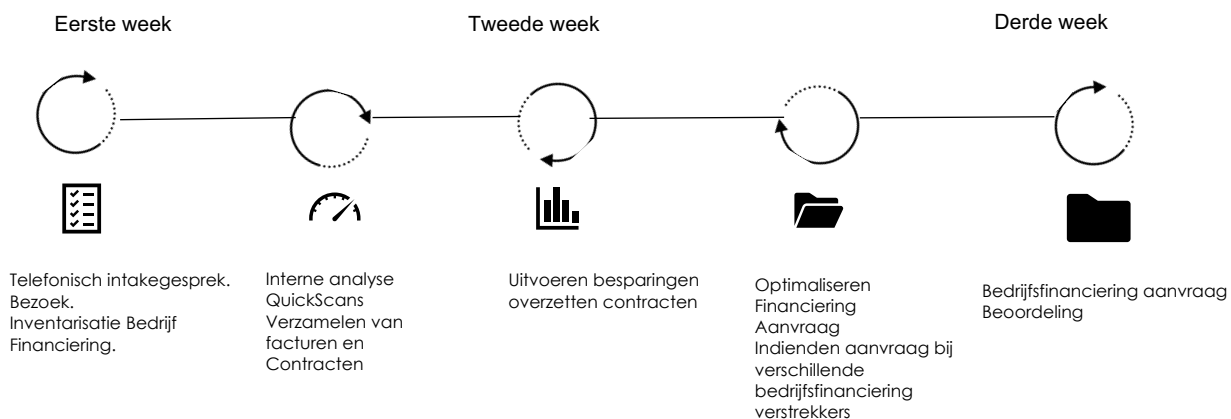 Eerste week
Tweede week
Derde week
Telefonisch intakegesprek.
Bezoek.
Inventarisatie Bedrijf
Financiering.
Interne analyse
QuickScans
Verzamelen van
facturen en
Contracten
Uitvoeren besparingen
overzetten contracten
Optimaliseren
Financiering
Aanvraag
Indienden aanvraag bij
verschillende
bedrijfsfinanciering
verstrekkers
Bedrijfsfinanciering aanvraag
Beoordeling